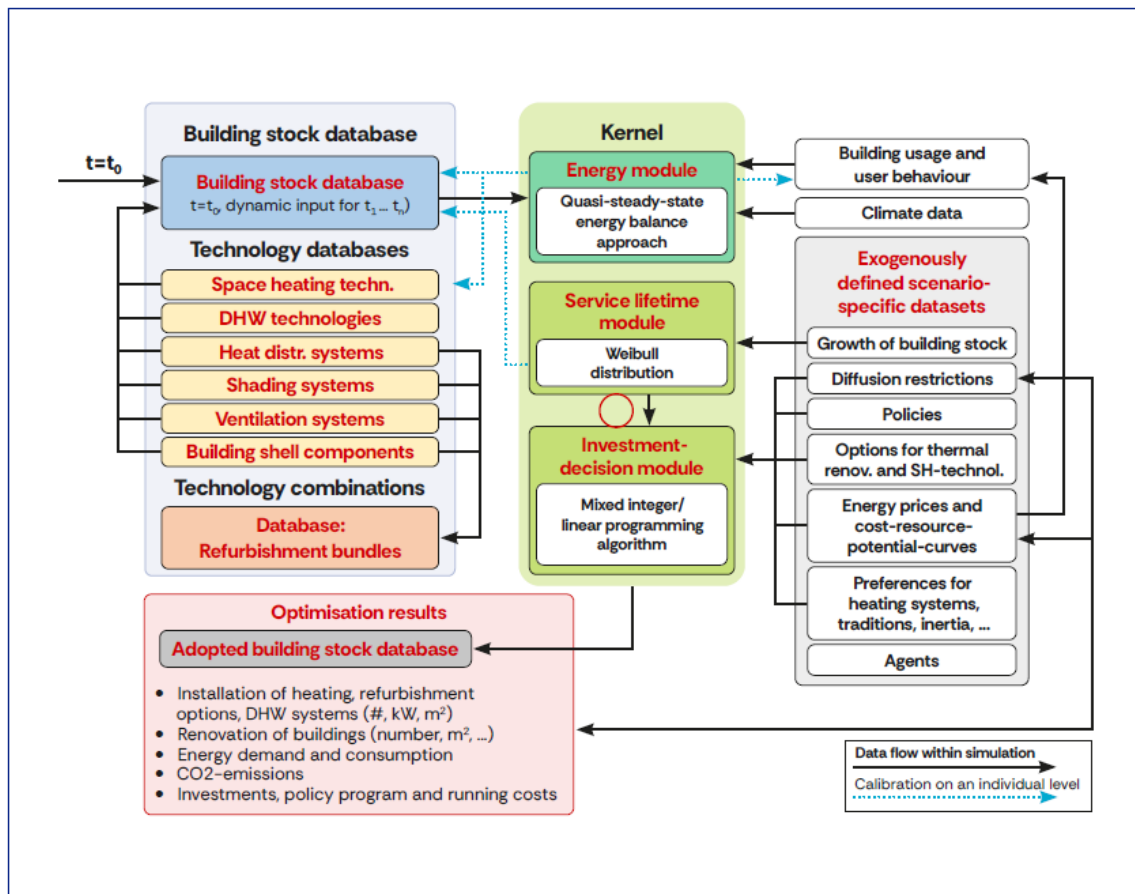 Building stock database
t=t₀
Building stock database
t=t₀, dynamic input for t₁ ... tₙ)
Technology databases
Space heating techn.
DHW technologies
Heat distr. systems
Shading systems
Ventilation systems
Building shell components
Technology combinations
Database:
Refurbishment bundles
Kernel
Energy module
Quasi-steady-state
energy balance
approach
Service lifetime
module
Weibull
distribution
Investment-
decision module
Mixed integer/
linear programming
algorithm
Building usage and
user behaviour
Climate data
Exogenously
defined scenario-
specific datasets
Growth of building stock
Diffusion restrictions
Policies
Options for thermal
renov. and SH-technol.
Energy prices and
cost-resource-
potential-curves
Preferences for
heating systems,
traditions, inertia, ...
Agents
Optimisation results
Adopted building stock database
• Installation of heating, refurbishment
options, DHW systems (#, kW, m²)
• Renovation of buildings (number, m², ...)
• Energy demand and consumption
• CO2-emissions
• Investments, policy program and running costs
Data flow within simulation
Calibration on an individual level